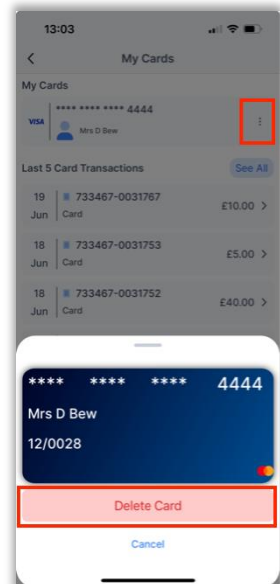 13:03
My Cards
My Cards
VISA
**** **** **** 4444
Mrs D Bew
Last 5 Card Transactions
See All
19 Jun
733467-0031767
Card
£10.00
18 Jun
733467-0031753
Card
£5.00
18 Jun
733467-0031752
Card
£40.00
**** **** **** 4444
Mrs D Bew
12/0028
Delete Card
Cancel